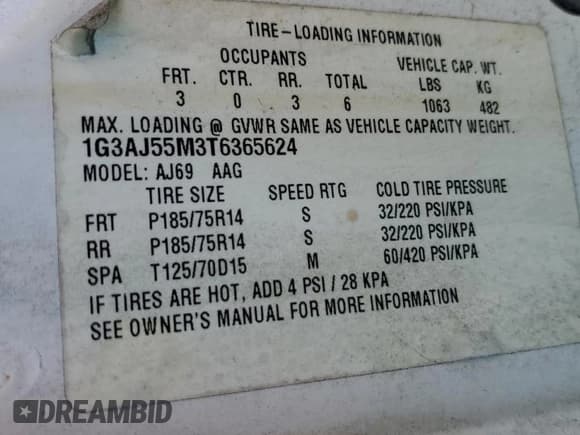 TIRE-LOADING INFORMATION
OCCUPANTS VEHICLE CAP. WT.
FRT. CTR. RR. TOTAL LBS KG
3 0 3 6 1063 482
MAX. LOADING @ GVWR SAME AS VEHICLE CAPACITY WEIGHT.
1G3AJ55M3T6365624
MODEL: AJ69 AAG
TIRE SIZE SPEED RTG COLD TIRE PRESSURE
FRT P185/75R14 S 32/220 PSI/KPA
RR P185/75R14 S 32/220 PSI/KPA
SPA T125/70D15 M 60/420 PSI/KPA
IF TIRES ARE HOT, ADD 4 PSI / 28 KPA
SEE OWNER'S MANUAL FOR MORE INFORMATION
DREAMBID